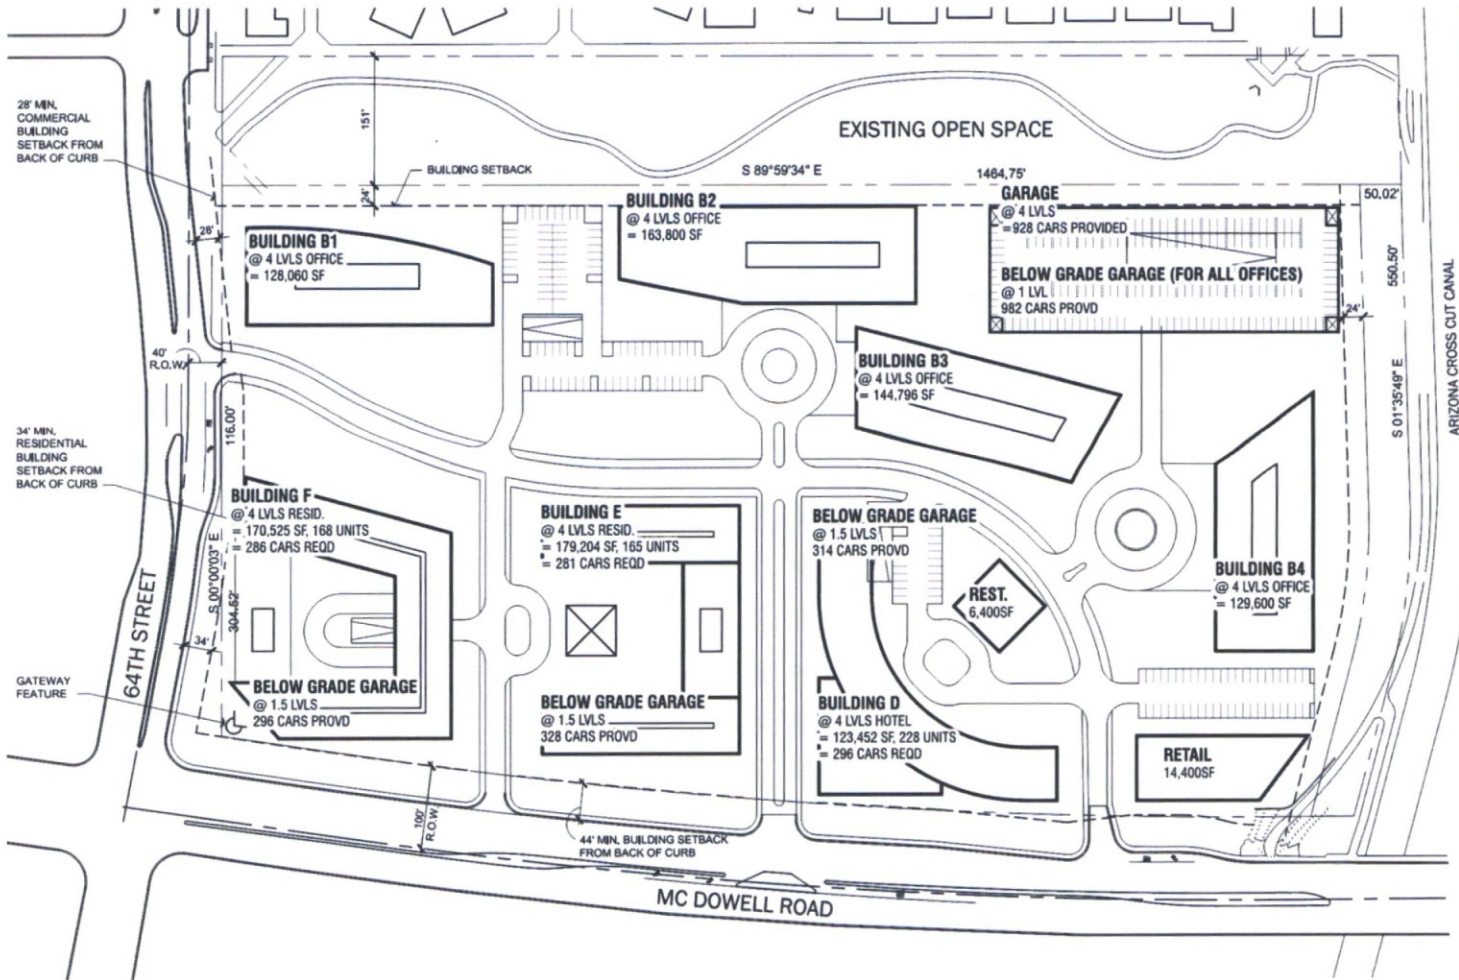 28' MIN.
COMMERCIAL
BUILDING
SETBACK FROM
BACK OF CURB
151'
EXISTING OPEN SPACE
BUILDING SETBACK
24'
S 89°59'34" E
1464.75'
50.02'
28'
BUILDING B1
@ 4 LVLS OFFICE
= 128,060 SF
BUILDING B2
@ 4 LVLS OFFICE
= 163,800 SF
GARAGE
@ 4 LVLS
=928 CARS PROVIDED
BELOW GRADE GARAGE (FOR ALL OFFICES)
@ 1 LVL
982 CARS PROVD
24'
550.50'
S 01°35'49" E
ARIZONA CROSS CUT CANAL
40'
R.O.W.
BUILDING B3
@ 4 LVLS OFFICE
= 144,796 SF
116.00'
34' MIN.
RESIDENTIAL
BUILDING
SETBACK FROM
BACK OF CURB
BUILDING F
@ 4 LVLS RESID.
= 170,525 SF, 168 UNITS
= 286 CARS REQD
BUILDING E
@ 4 LVLS RESID.
= 179,204 SF, 165 UNITS
= 281 CARS REQD
BELOW GRADE GARAGE
@ 1.5 LVLS
314 CARS PROVD
REST.
6,400SF
BUILDING B4
@ 4 LVLS OFFICE
= 129,600 SF
S 00°00'03" E
304.52'
34'
64TH STREET
GATEWAY
FEATURE
BELOW GRADE GARAGE
@ 1.5 LVLS
296 CARS PROVD
BELOW GRADE GARAGE
@ 1.5 LVLS
328 CARS PROVD
BUILDING D
@ 4 LVLS HOTEL
= 123,452 SF, 228 UNITS
= 296 CARS REQD
RETAIL
14,400SF
100'
R.O.W.
44' MIN. BUILDING SETBACK
FROM BACK OF CURB
MC DOWELL ROAD